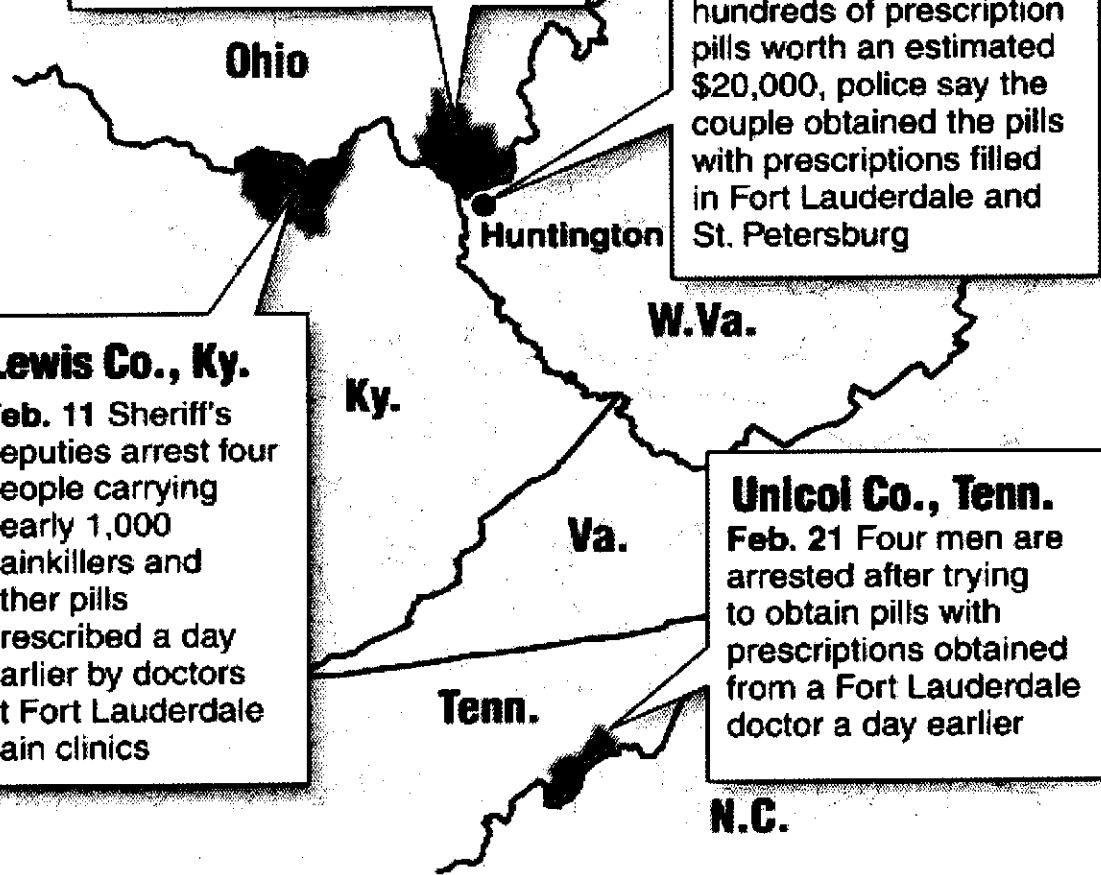 Ohio
hundreds of prescription
pills worth an estimated
$20,000, police say the
couple obtained the pills
with prescriptions filled
in Fort Lauderdale and
St. Petersburg
Huntington
W.Va.
Ky.
ewis Co., Ky.
eb. 11 Sheriff's
eputies arrest four
eople carrying
early 1,000
ainkillers and
ther pills
rescribed a day
arlier by doctors
t Fort Lauderdale
ain clinics
Va.
Unicoi Co., Tenn.
Feb. 21 Four men are
arrested after trying
to obtain pills with
prescriptions obtained
from a Fort Lauderdale
doctor a day earlier
Tenn.
N.C.